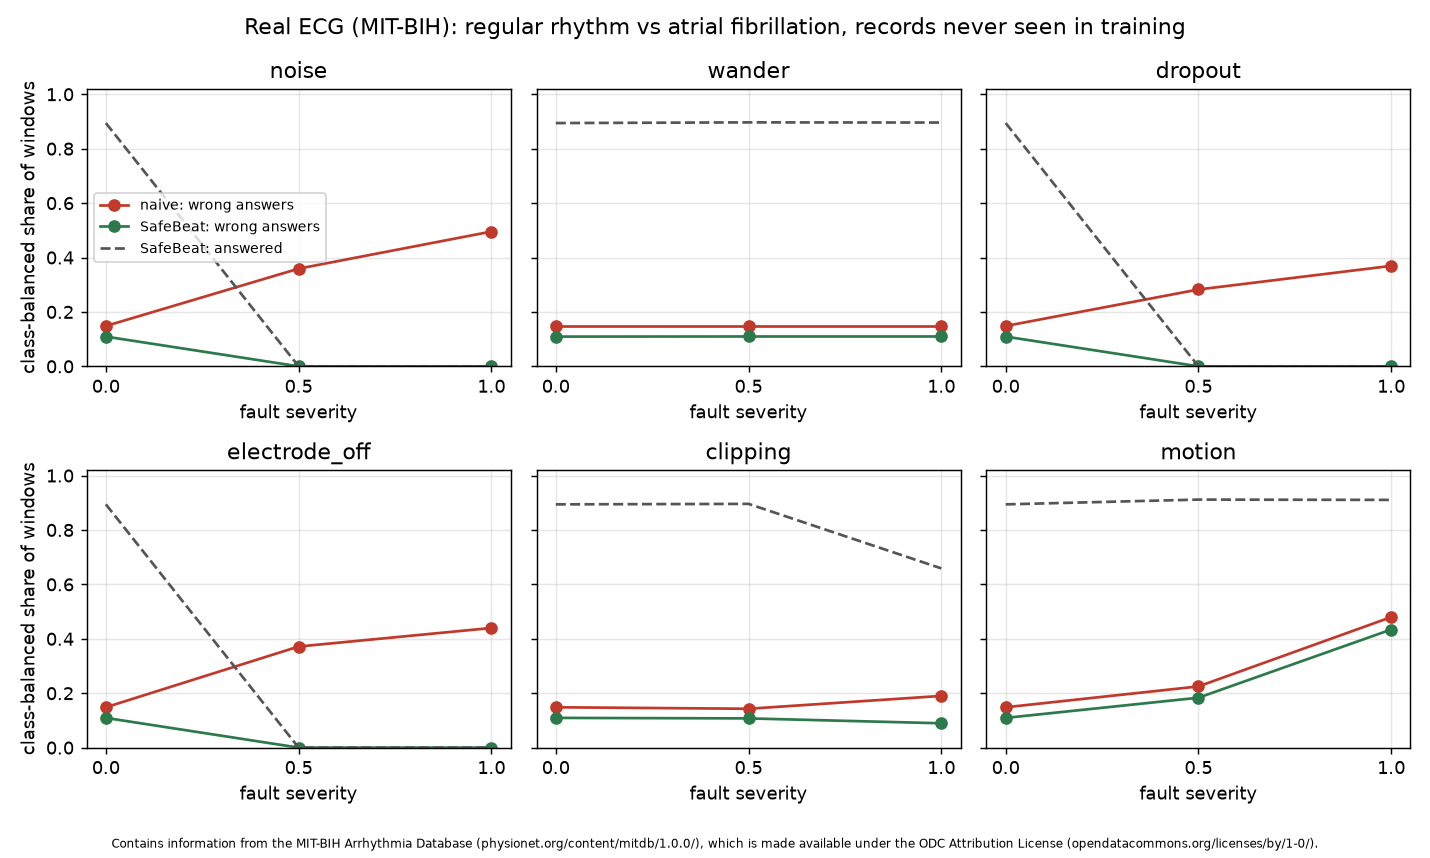 Real ECG (MIT-BIH): regular rhythm vs atrial fibrillation, records never seen in training
noise
wander
dropout
class-balanced share of windows
1.0
0.8
0.6
0.4
0.2
0.0
naive: wrong answers
SafeBeat: wrong answers
SafeBeat: answered
0.0 0.5 1.0
0.0 0.5 1.0
0.0 0.5 1.0
fault severity
fault severity
fault severity
electrode_off
clipping
motion
class-balanced share of windows
1.0
0.8
0.6
0.4
0.2
0.0
0.0 0.5 1.0
0.0 0.5 1.0
0.0 0.5 1.0
fault severity
fault severity
fault severity
Contains information from the MIT-BIH Arrhythmia Database (physionet.org/content/mitdb/1.0.0/), which is made available under the ODC Attribution License (opendatacommons.org/licenses/by/1-0/).